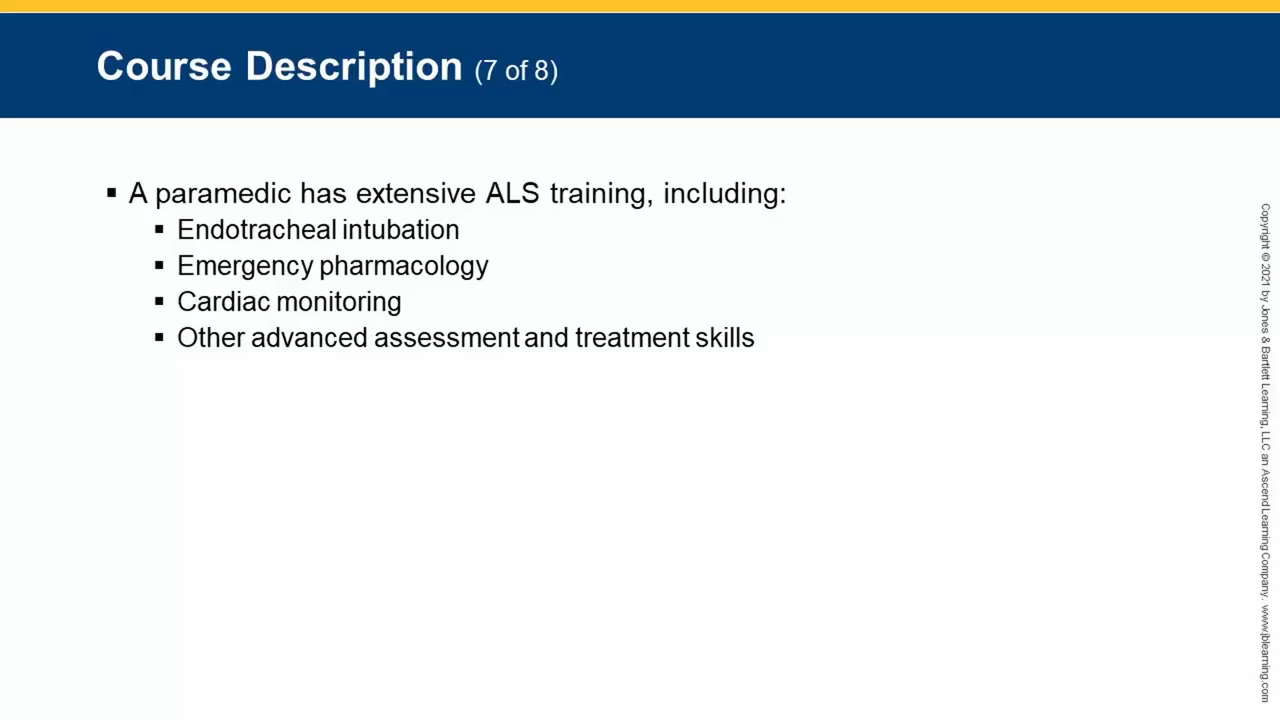 Course Description (7 of 8)
▪ A paramedic has extensive ALS training, including:
▪ Endotracheal intubation
▪ Emergency pharmacology
▪ Cardiac monitoring
▪ Other advanced assessment and treatment skills
Copyright © 2021 by Jones & Bartlett Learning, LLC an Ascend Learning Company. www.jblearning.com